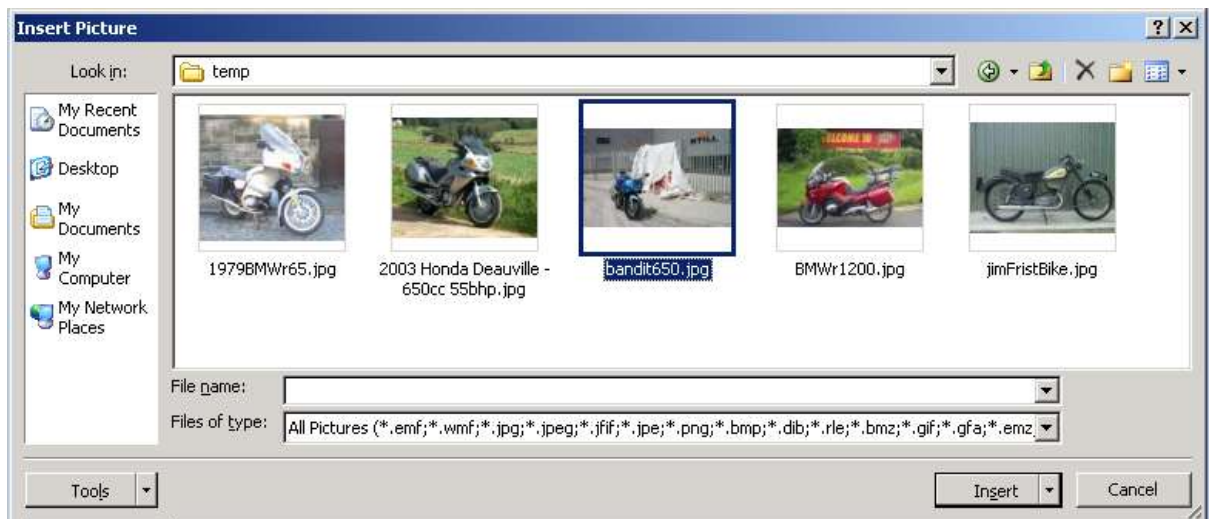 Insert Picture
Look in:
temp
My Recent
Documents
Desktop
My
Documents
My
Computer
My Network
Places
WELCOME TO
1979BMWr65.jpg
2003 Honda Deauville -
650cc 55bhp.jpg
bandit650.jpg
BMWr1200.jpg
jimFristBike.jpg
File name:
Files of type:
All Pictures (*.emf;*.wmf;*.jpg;*.jpeg;*.jfif;*.jpe;*.png;*.bmp;*.dib;*.rle;*.bmz;*.gif;*.gfa;*.emz
Tools
Insert
Cancel